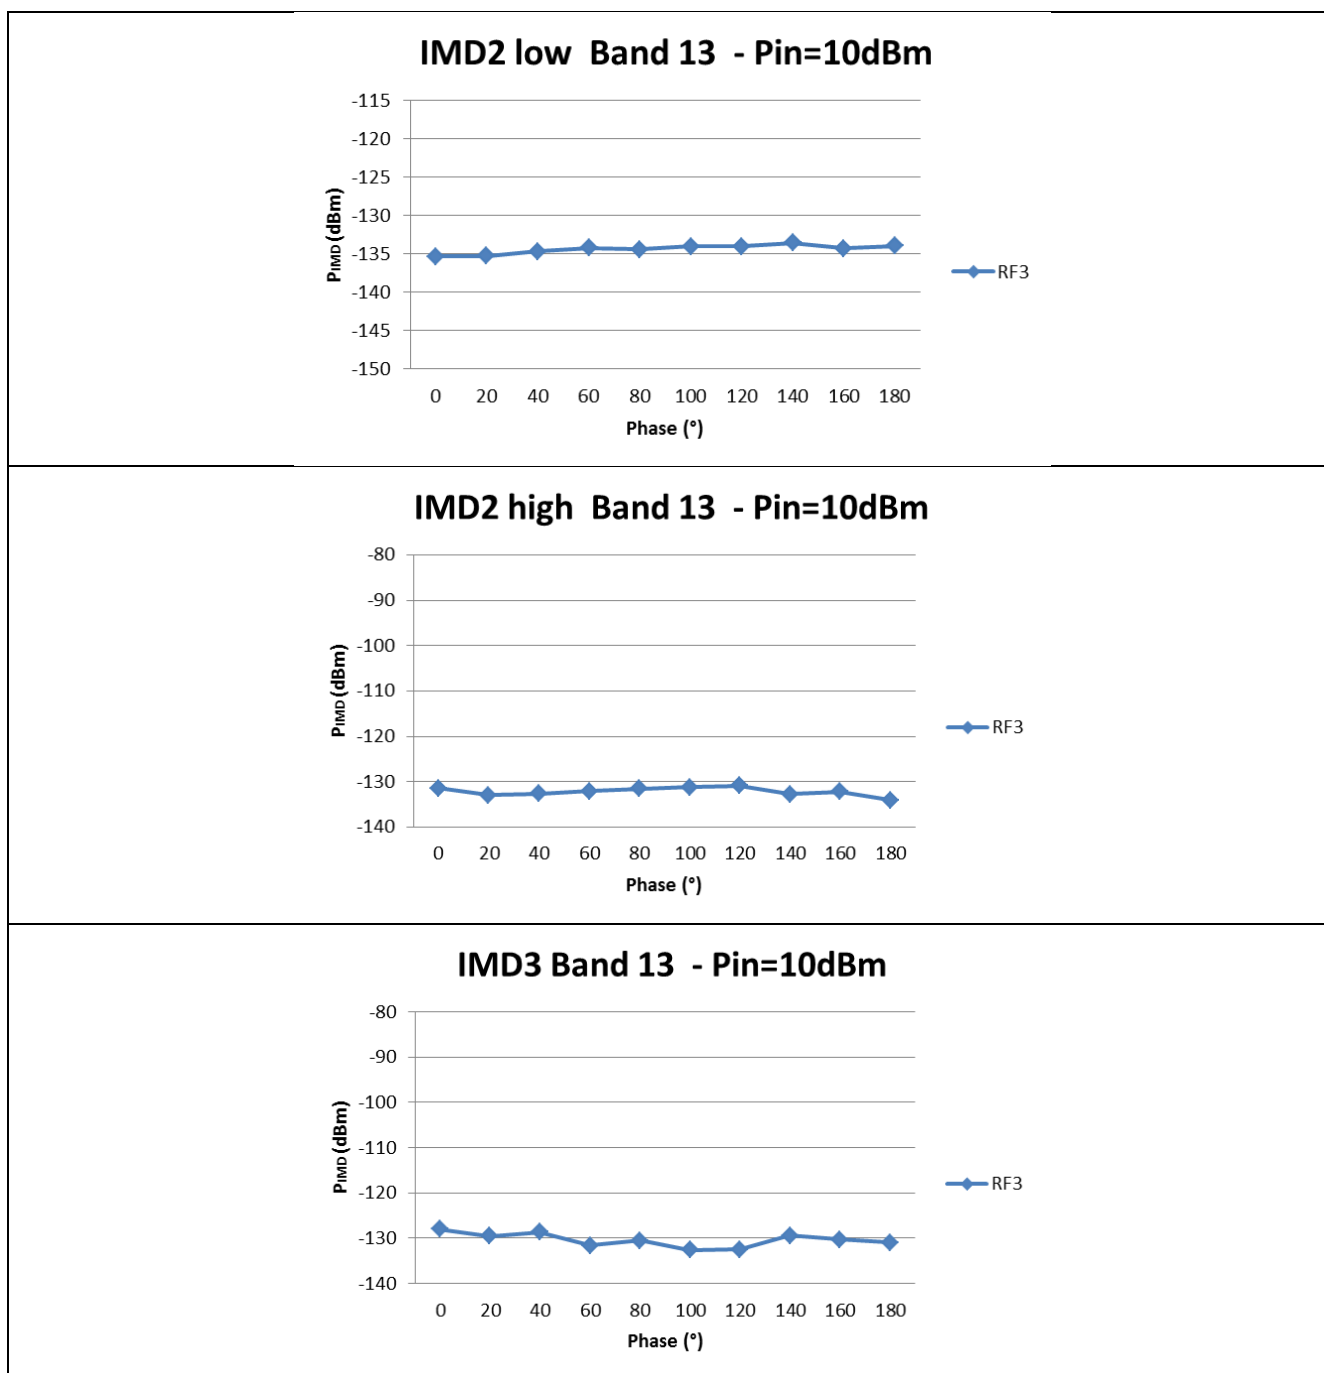 IMD2 low  Band 13  - Pin=10dBm
-115
-120
-125
-130
-135
-140
-145
-150
PIMD (dBm)
0 20 40 60 80 100 120 140 160 180
Phase (°)
RF3
IMD2 high  Band 13  - Pin=10dBm
-80
-90
-100
-110
-120
-130
-140
PIMD (dBm)
0 20 40 60 80 100 120 140 160 180
Phase (°)
RF3
IMD3 Band 13  - Pin=10dBm
-80
-90
-100
-110
-120
-130
-140
PIMD (dBm)
0 20 40 60 80 100 120 140 160 180
Phase (°)
RF3